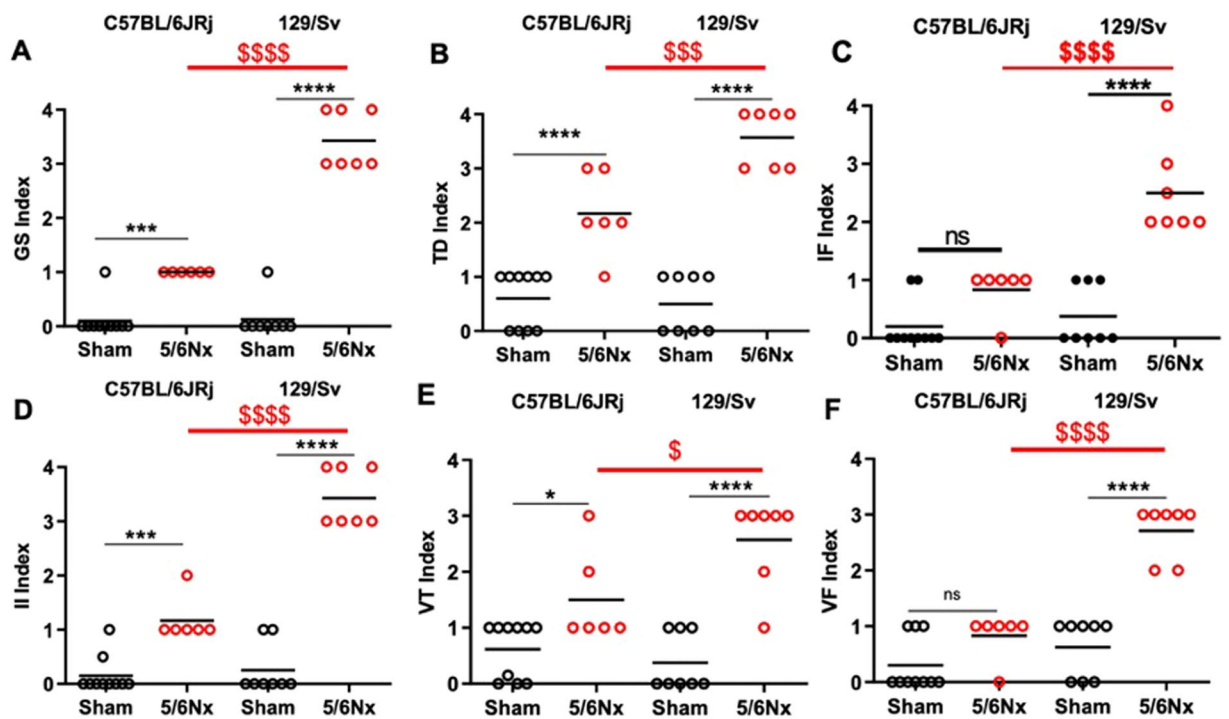 A
C57BL/6JRj 129/Sv
$$$$
****
***
GS Index
4
3
2
1
0
Sham 5/6Nx Sham 5/6Nx
B
C57BL/6JRj 129/Sv
$$$
****
****
TD Index
4
3
2
1
0
Sham 5/6Nx Sham 5/6Nx
C
C57BL/6JRj 129/Sv
$$$$
****
ns
IF Index
4
3
2
1
0
Sham 5/6Nx Sham 5/6Nx
D
C57BL/6JRj 129/Sv
$$$$
****
***
II Index
4
3
2
1
0
Sham 5/6Nx Sham 5/6Nx
E
C57BL/6JRj 129/Sv
$
****
*
VT Index
4
3
2
1
0
Sham 5/6Nx Sham 5/6Nx
F
C57BL/6JRj 129/Sv
$$$$
****
ns
VF Index
4
3
2
1
0
Sham 5/6Nx Sham 5/6Nx